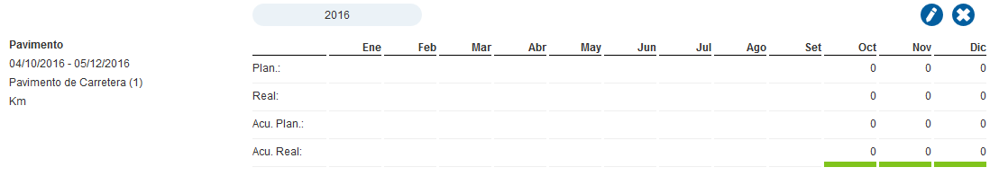 2016
Pavimento
04/10/2016 - 05/12/2016
Pavimento de Carretera (1)
Km
Ene Feb Mar Abr May Jun Jul Ago Set Oct Nov Dic
Plan.: 0 0 0
Real: 0 0 0
Acu. Plan.: 0 0 0
Acu. Real: 0 0 0